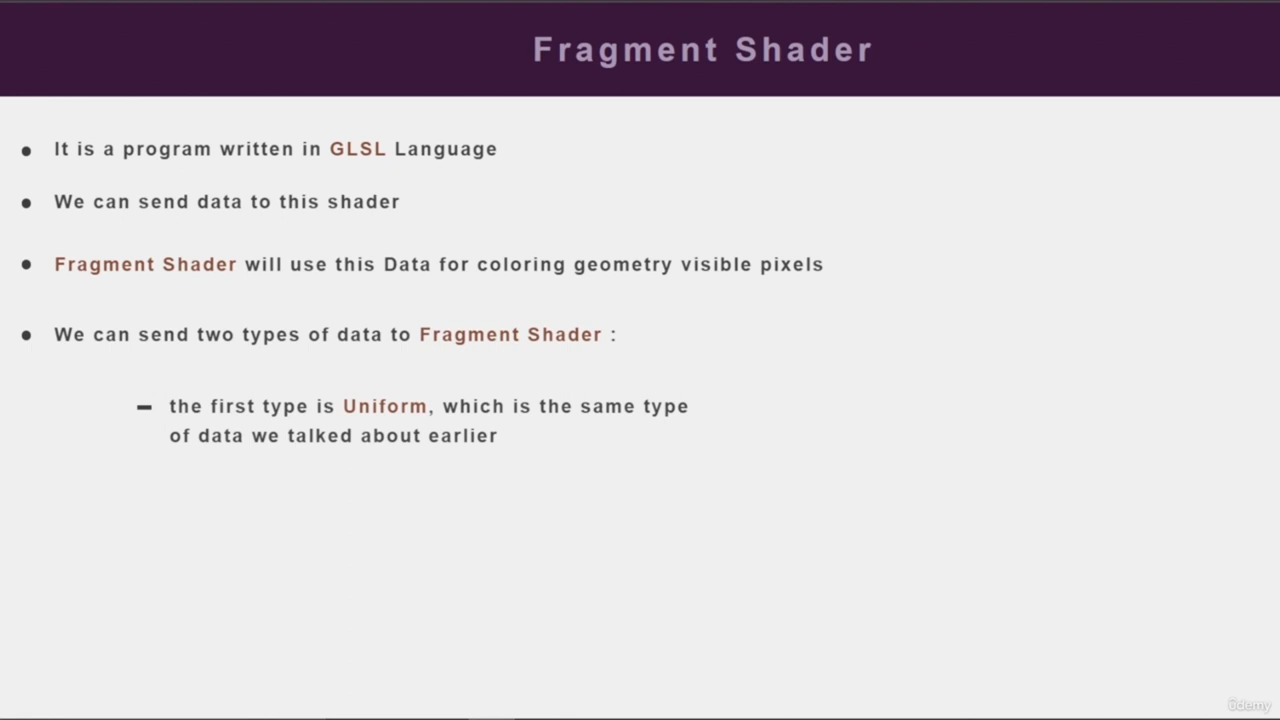 Fragment Shader
It is a program written in GLSL Language
We can send data to this shader
Fragment Shader will use this Data for coloring geometry visible pixels
We can send two types of data to Fragment Shader :
the first type is Uniform, which is the same type
of data we talked about earlier
ûdemy